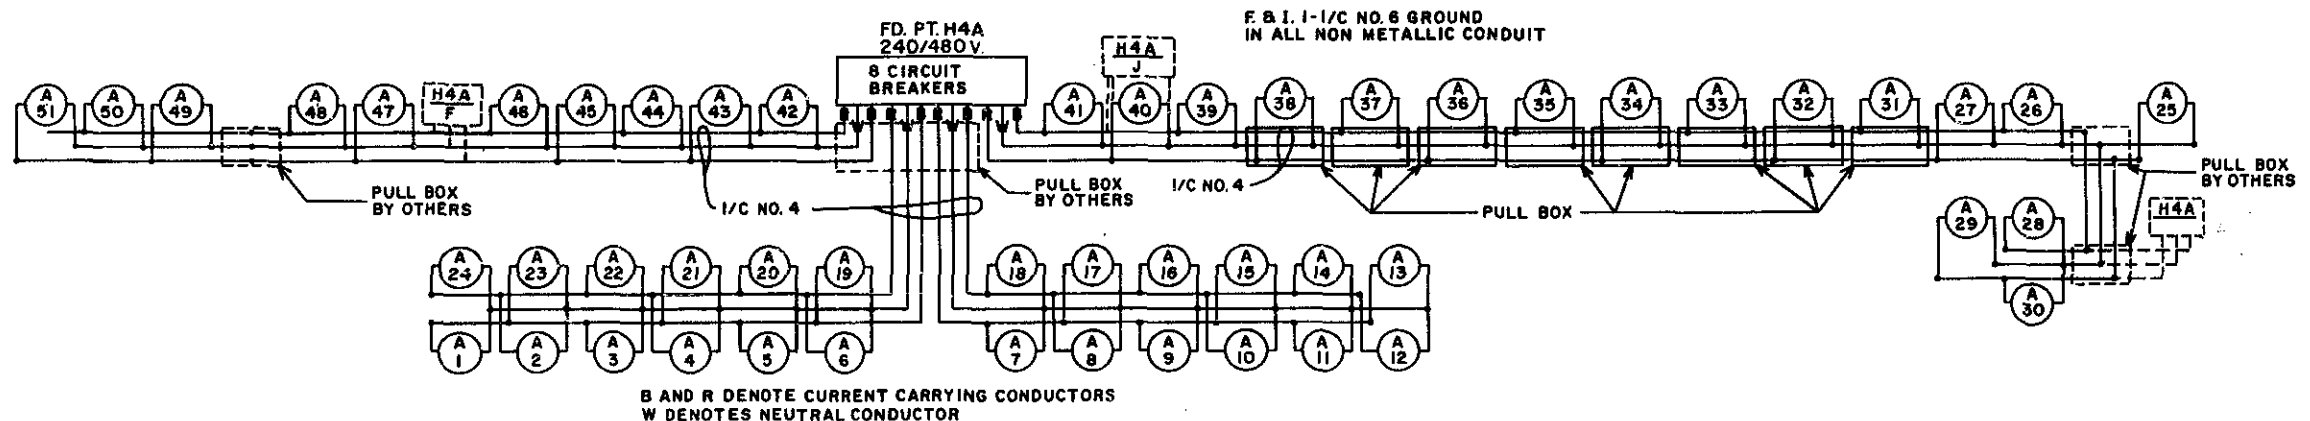 F. & I. 1-1/C NO. 6 GROUND
IN ALL NON METALLIC CONDUIT
FD. PT. H4A
240/480 V.
8 CIRCUIT
BREAKERS
A 51
A 50
A 49
A 48
A 47
H4A
F
A 46
A 45
A 44
A 43
A 42
A 41
H4A
J
A 40
A 39
A 38
A 37
A 36
A 35
A 34
A 33
A 32
A 31
A 27
A 26
A 25
PULL BOX
BY OTHERS
1/C NO. 4
PULL BOX
BY OTHERS
1/C NO. 4
PULL BOX
PULL BOX
BY OTHERS
A 29
A 28
H4A
A 30
A 24
A 23
A 22
A 21
A 20
A 19
A 18
A 17
A 16
A 15
A 14
A 13
A 1
A 2
A 3
A 4
A 5
A 6
A 7
A 8
A 9
A 10
A 11
A 12
B AND R DENOTE CURRENT CARRYING CONDUCTORS
W DENOTES NEUTRAL CONDUCTOR